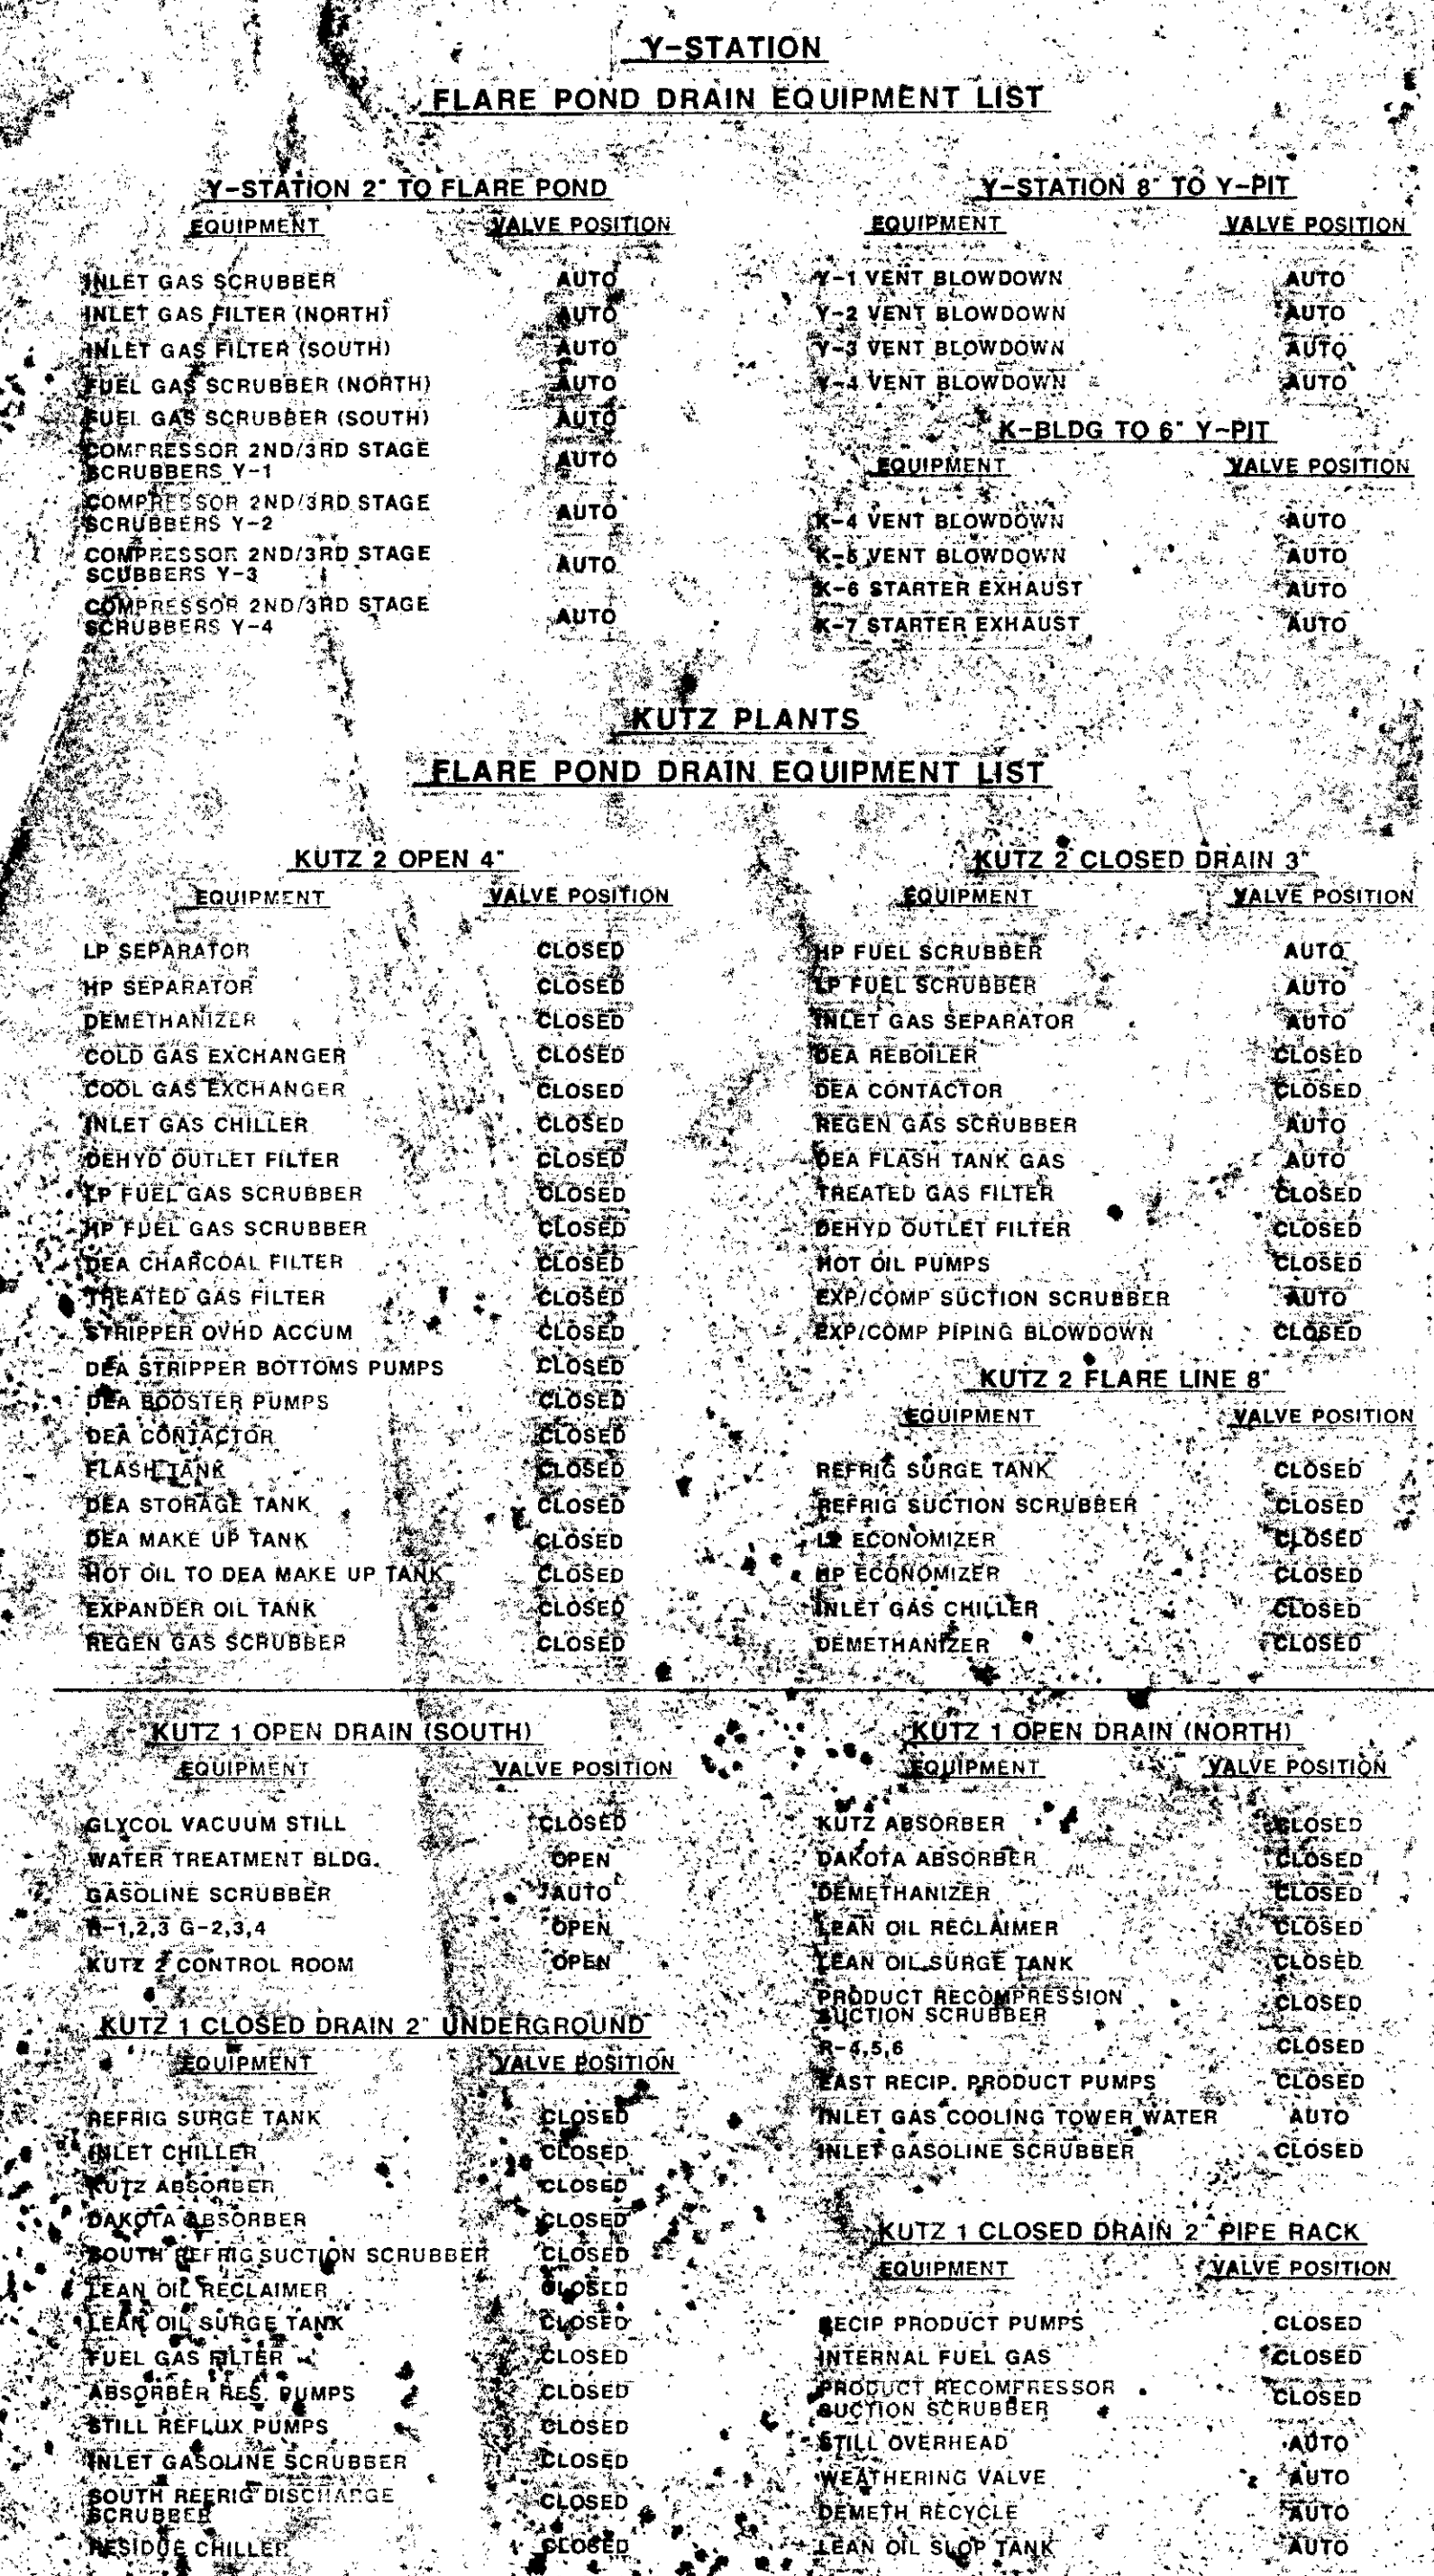 Y-STATION
FLARE POND DRAIN EQUIPMENT LIST
Y-STATION 2" TO FLARE POND
EQUIPMENT VALVE POSITION
INLET GAS SCRUBBER AUTO
INLET GAS FILTER (NORTH) AUTO
INLET GAS FILTER (SOUTH) AUTO
FUEL GAS SCRUBBER (NORTH) AUTO
FUEL GAS SCRUBBER (SOUTH) AUTO
COMPRESSOR 2ND/3RD STAGE
SCRUBBERS Y-1 AUTO
COMPRESSOR 2ND/3RD STAGE
SCRUBBERS Y-2 AUTO
COMPRESSOR 2ND/3RD STAGE
SCUBBERS Y-3 AUTO
COMPRESSOR 2ND/3RD STAGE
SCRUBBERS Y-4 AUTO
Y-STATION 8" TO Y-PIT
EQUIPMENT VALVE POSITION
Y-1 VENT BLOWDOWN AUTO
Y-2 VENT BLOWDOWN AUTO
Y-3 VENT BLOWDOWN AUTO
Y-4 VENT BLOWDOWN AUTO
K-BLDG TO 6" Y-PIT
EQUIPMENT VALVE POSITION
K-4 VENT BLOWDOWN AUTO
K-5 VENT BLOWDOWN AUTO
K-6 STARTER EXHAUST AUTO
K-7 STARTER EXHAUST AUTO
KUTZ PLANTS
FLARE POND DRAIN EQUIPMENT LIST
KUTZ 2 OPEN 4"
EQUIPMENT VALVE POSITION
LP SEPARATOR CLOSED
HP SEPARATOR CLOSED
DEMETHANIZER CLOSED
COLD GAS EXCHANGER CLOSED
COOL GAS EXCHANGER CLOSED
INLET GAS CHILLER CLOSED
DEHYD OUTLET FILTER CLOSED
LP FUEL GAS SCRUBBER CLOSED
HP FUEL GAS SCRUBBER CLOSED
DEA CHARCOAL FILTER CLOSED
TREATED GAS FILTER CLOSED
STRIPPER OVHD ACCUM CLOSED
DEA STRIPPER BOTTOMS PUMPS CLOSED
DEA BOOSTER PUMPS CLOSED
DEA CONTACTOR CLOSED
FLASH TANK CLOSED
DEA STORAGE TANK CLOSED
DEA MAKE UP TANK CLOSED
HOT OIL TO DEA MAKE UP TANK CLOSED
EXPANDER OIL TANK CLOSED
REGEN GAS SCRUBBER CLOSED
KUTZ 2 CLOSED DRAIN 3"
EQUIPMENT VALVE POSITION
HP FUEL SCRUBBER AUTO
LP FUEL SCRUBBER AUTO
INLET GAS SEPARATOR AUTO
DEA REBOILER CLOSED
DEA CONTACTOR CLOSED
REGEN GAS SCRUBBER AUTO
DEA FLASH TANK GAS AUTO
TREATED GAS FILTER CLOSED
DEHYD OUTLET FILTER CLOSED
HOT OIL PUMPS CLOSED
EXP/COMP SUCTION SCRUBBER AUTO
EXP/COMP PIPING BLOWDOWN CLOSED
KUTZ 2 FLARE LINE 8"
EQUIPMENT VALVE POSITION
REFRIG SURGE TANK CLOSED
REFRIG SUCTION SCRUBBER CLOSED
LP ECONOMIZER CLOSED
HP ECONOMIZER CLOSED
INLET GAS CHILLER CLOSED
DEMETHANIZER CLOSED
KUTZ 1 OPEN DRAIN (SOUTH)
EQUIPMENT VALVE POSITION
GLYCOL VACUUM STILL CLOSED
WATER TREATMENT BLDG. OPEN
GASOLINE SCRUBBER AUTO
R-1,2,3 G-2,3,4 OPEN
KUTZ 2 CONTROL ROOM OPEN
KUTZ 1 CLOSED DRAIN 2" UNDERGROUND
EQUIPMENT VALVE POSITION
REFRIG SURGE TANK CLOSED
INLET CHILLER CLOSED
KUTZ ABSORBER CLOSED
DAKOTA ABSORBER CLOSED
SOUTH REFRIG SUCTION SCRUBBER CLOSED
LEAN OIL RECLAIMER CLOSED
LEAN OIL SURGE TANK CLOSED
FUEL GAS FILTER CLOSED
ABSORBER RES. PUMPS CLOSED
STILL REFLUX PUMPS CLOSED
INLET GASOLINE SCRUBBER CLOSED
SOUTH REFRIG DISCHARGE
SCRUBBER CLOSED
RESIDUE CHILLER CLOSED
KUTZ 1 OPEN DRAIN (NORTH)
EQUIPMENT VALVE POSITION
KUTZ ABSORBER CLOSED
DAKOTA ABSORBER CLOSED
DEMETHANIZER CLOSED
LEAN OIL RECLAIMER CLOSED
LEAN OIL SURGE TANK CLOSED
PRODUCT RECOMPRESSION
SUCTION SCRUBBER CLOSED
R-4,5,6 CLOSED
EAST RECIP. PRODUCT PUMPS CLOSED
INLET GAS COOLING TOWER WATER AUTO
INLET GASOLINE SCRUBBER CLOSED
KUTZ 1 CLOSED DRAIN 2" PIPE RACK
EQUIPMENT VALVE POSITION
RECIP PRODUCT PUMPS CLOSED
INTERNAL FUEL GAS CLOSED
PRODUCT RECOMPRESSOR
SUCTION SCRUBBER CLOSED
STILL OVERHEAD AUTO
WEATHERING VALVE AUTO
DEMETH RECYCLE AUTO
LEAN OIL SLOP TANK AUTO